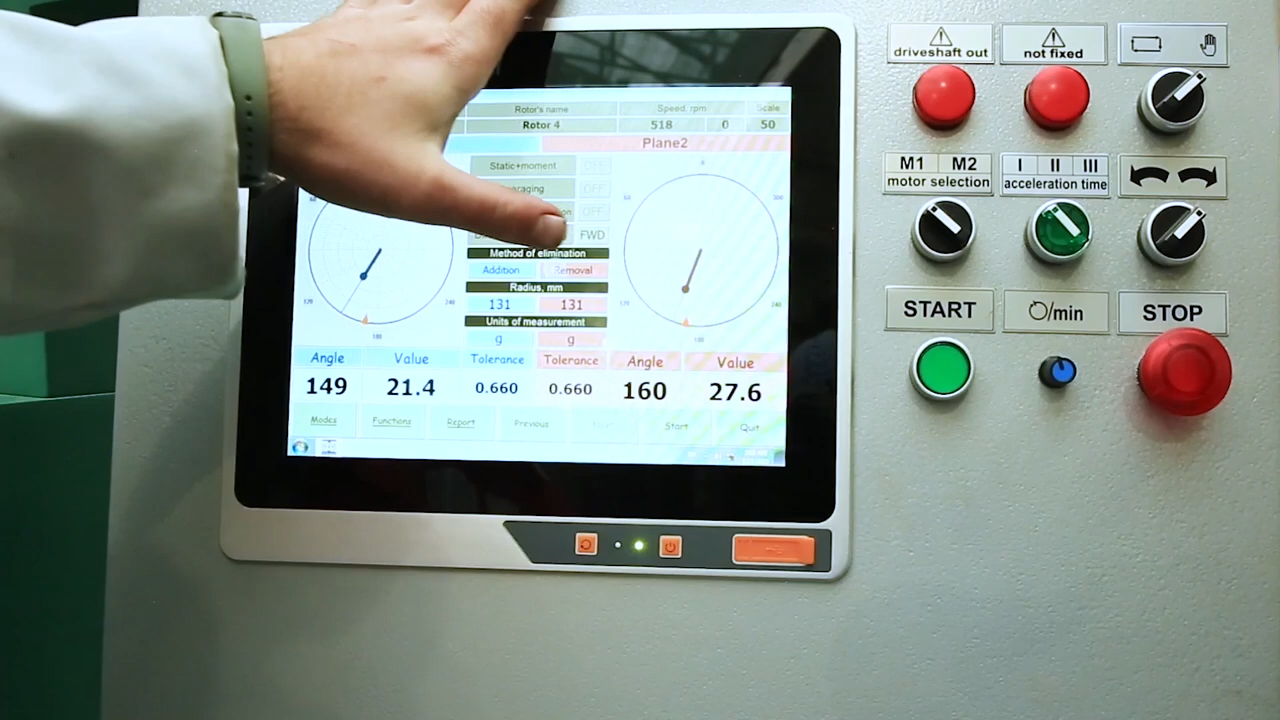 driveshaft out
not fixed
Rotor's name
Speed, rpm
Scale
Rotor 4
518
0
50
Plane2
Static+moment
OFF
OFF
OFF
FWD
Method of elimination
Addition
Removal
Radius, mm
131
131
Units of measurement
g
g
Angle
Value
Tolerance
Tolerance
Angle
Value
149
21.4
0.660
0.660
160
27.6
Modes
Functions
Report
Previous
Start
Quit
M1 M2
motor selection
I II III
acceleration time
START
/min
STOP